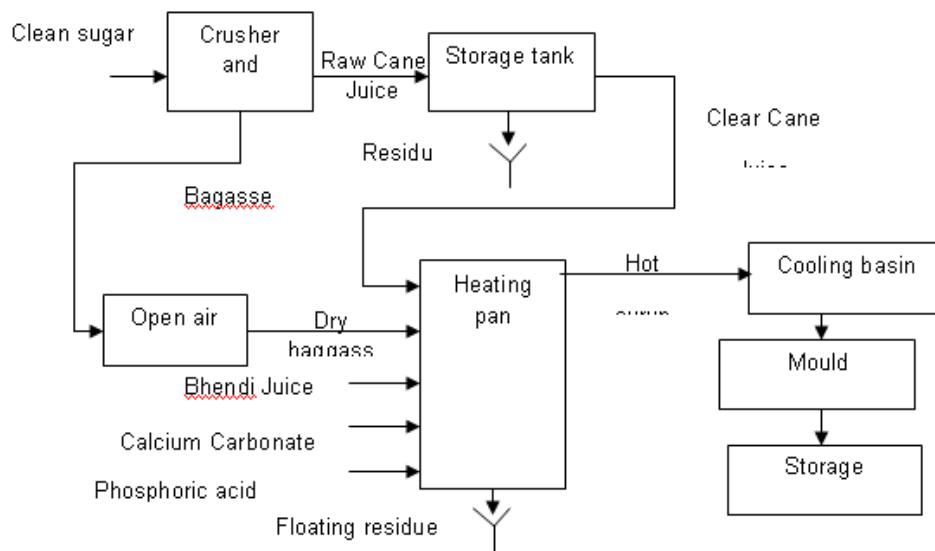 Clean sugar
Crusher
and
Raw Cane
Juice
Storage tank
Clear Cane
Residu
Bagasse
Heating
pan
Hot
Cooling basin
Open air
Dry
haggass
Mould
Bhendi Juice
Calcium Carbonate
Storage
Phosphoric acid
Floating residue